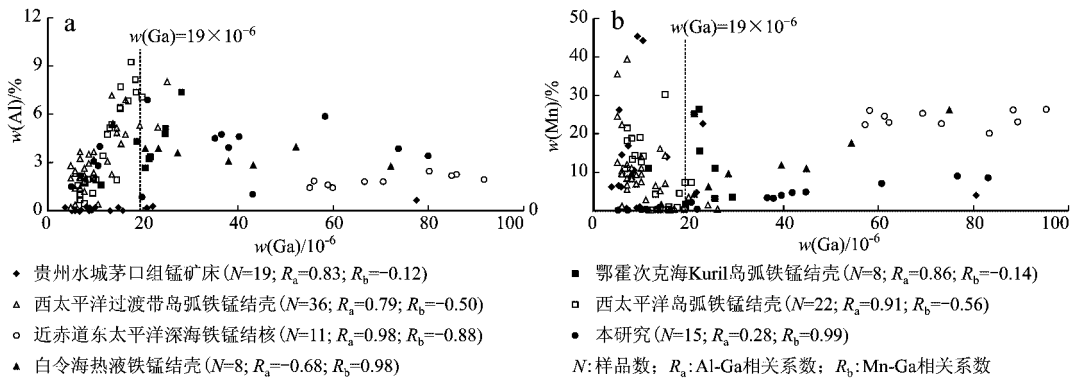 a
w(Ga)=19×10⁻⁶
w(Al)/%
12
9
6
3
0
0 20 40 60 80 100
w(Ga)/10⁻⁶
b
w(Ga)=19×10⁻⁶
w(Mn)/%
50
40
30
20
10
0
0 20 40 60 80 100
w(Ga)/10⁻⁶
◆ 贵州水城茅口组锰矿床(N=19; Rₐ=0.83; R_b=−0.12)
△ 西太平洋过渡带岛弧铁锰结壳(N=36; Rₐ=0.79; R_b=−0.50)
○ 近赤道东太平洋深海铁锰结核(N=11; Rₐ=0.98; R_b=−0.88)
▲ 白令海热液铁锰结壳(N=8; Rₐ=−0.68; R_b=0.98)
■ 鄂霍次克海Kuril岛弧铁锰结壳(N=8; Rₐ=0.86; R_b=−0.14)
□ 西太平洋岛弧铁锰结壳(N=22; Rₐ=0.91; R_b=−0.56)
● 本研究(N=15; Rₐ=0.28; R_b=0.99)
N:样品数；Rₐ:Al-Ga相关系数；R_b:Mn-Ga相关系数